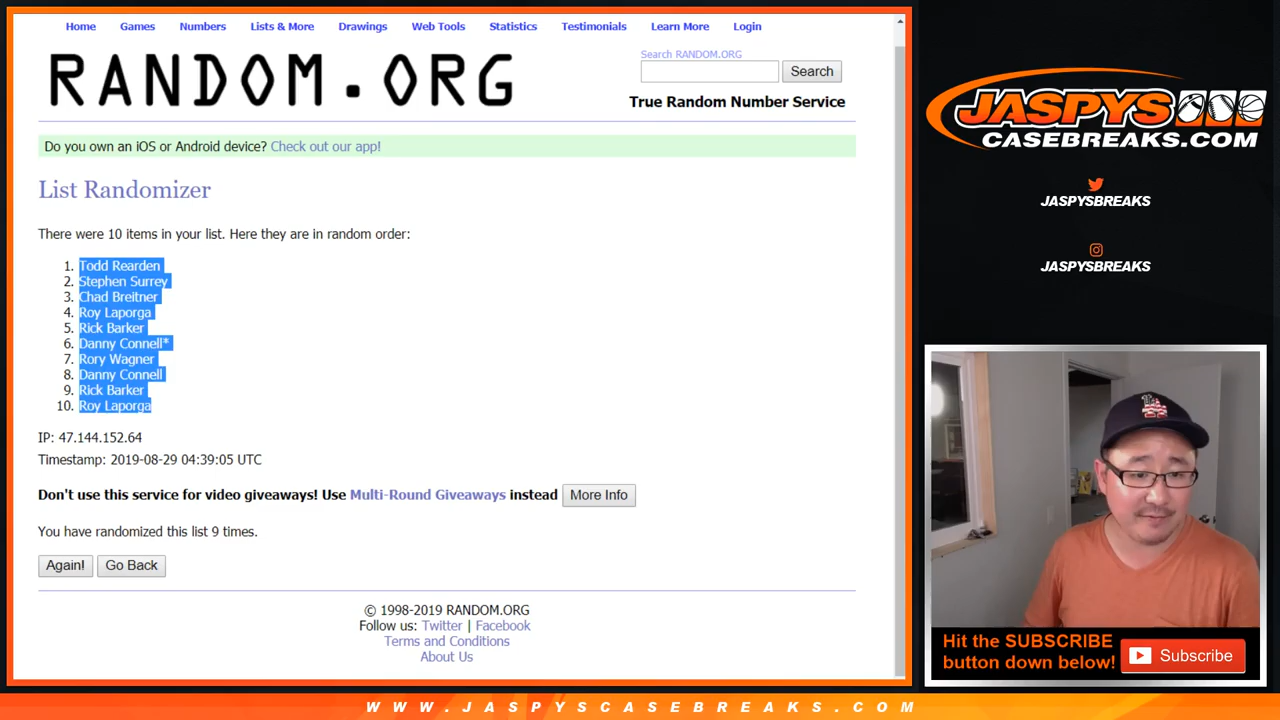 Home Games Numbers Lists & More Drawings Web Tools Statistics Testimonials Learn More Login
RANDOM.ORG
Search RANDOM.ORG
Search
True Random Number Service
Do you own an iOS or Android device? Check out our app!
List Randomizer
There were 10 items in your list. Here they are in random order:
1. Todd Rearden
2. Stephen Surrey
3. Chad Breitner
4. Roy Laporga
5. Rick Barker
6. Danny Connell*
7. Rory Wagner
8. Danny Connell
9. Rick Barker
10. Roy Laporga
IP: 47.144.152.64
Timestamp: 2019-08-29 04:39:05 UTC
Don't use this service for video giveaways! Use Multi-Round Giveaways instead More Info
You have randomized this list 9 times.
Again! Go Back
© 1998-2019 RANDOM.ORG
Follow us: Twitter | Facebook
Terms and Conditions
About Us
JASPYS
CASEBREAKS.COM
JASPYSBREAKS
JASPYSBREAKS
Hit the SUBSCRIBE
button down below!
Subscribe
WWW.JASPYSCASEBREAKS.COM